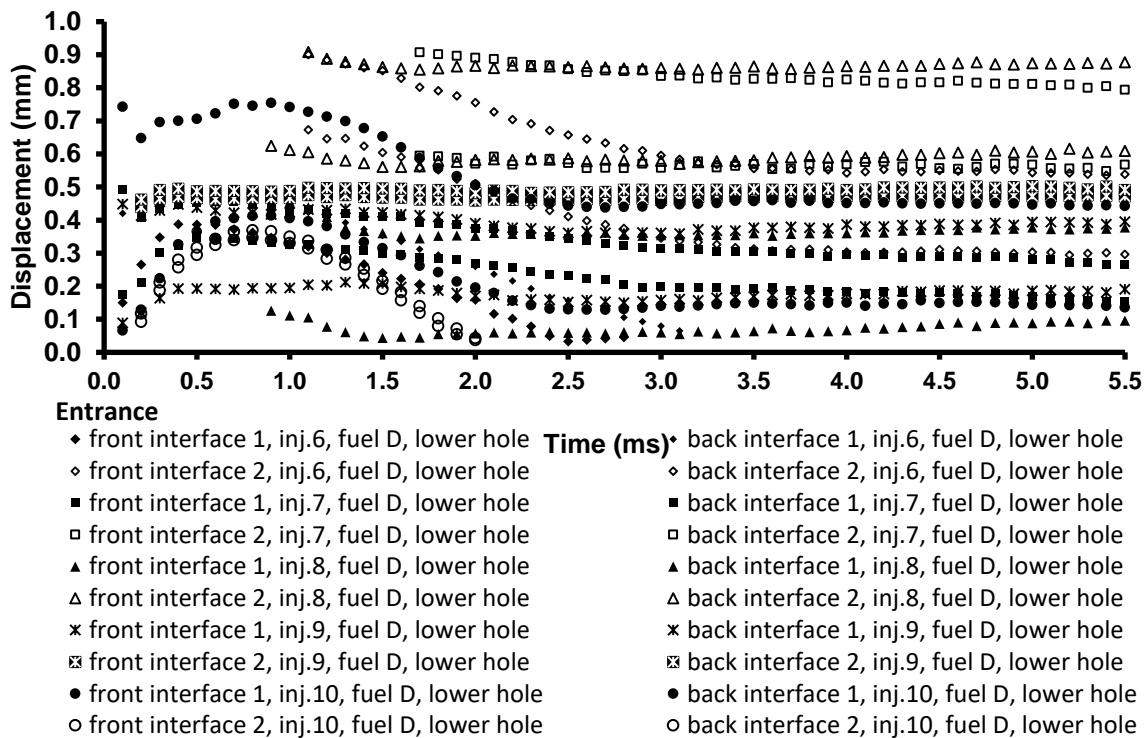 1.0
0.9
0.8
0.7
0.6
0.5
0.4
0.3
0.2
0.1
0.0
Displacement (mm)
0.0 0.5 1.0 1.5 2.0 2.5 3.0 3.5 4.0 4.5 5.0 5.5
Entrance
Time (ms)
front interface 1, inj.6, fuel D, lower hole
back interface 1, inj.6, fuel D, lower hole
front interface 2, inj.6, fuel D, lower hole
back interface 2, inj.6, fuel D, lower hole
front interface 1, inj.7, fuel D, lower hole
back interface 1, inj.7, fuel D, lower hole
front interface 2, inj.7, fuel D, lower hole
back interface 2, inj.7, fuel D, lower hole
front interface 1, inj.8, fuel D, lower hole
back interface 1, inj.8, fuel D, lower hole
front interface 2, inj.8, fuel D, lower hole
back interface 2, inj.8, fuel D, lower hole
front interface 1, inj.9, fuel D, lower hole
back interface 1, inj.9, fuel D, lower hole
front interface 2, inj.9, fuel D, lower hole
back interface 2, inj.9, fuel D, lower hole
front interface 1, inj.10, fuel D, lower hole
back interface 1, inj.10, fuel D, lower hole
front interface 2, inj.10, fuel D, lower hole
back interface 2, inj.10, fuel D, lower hole